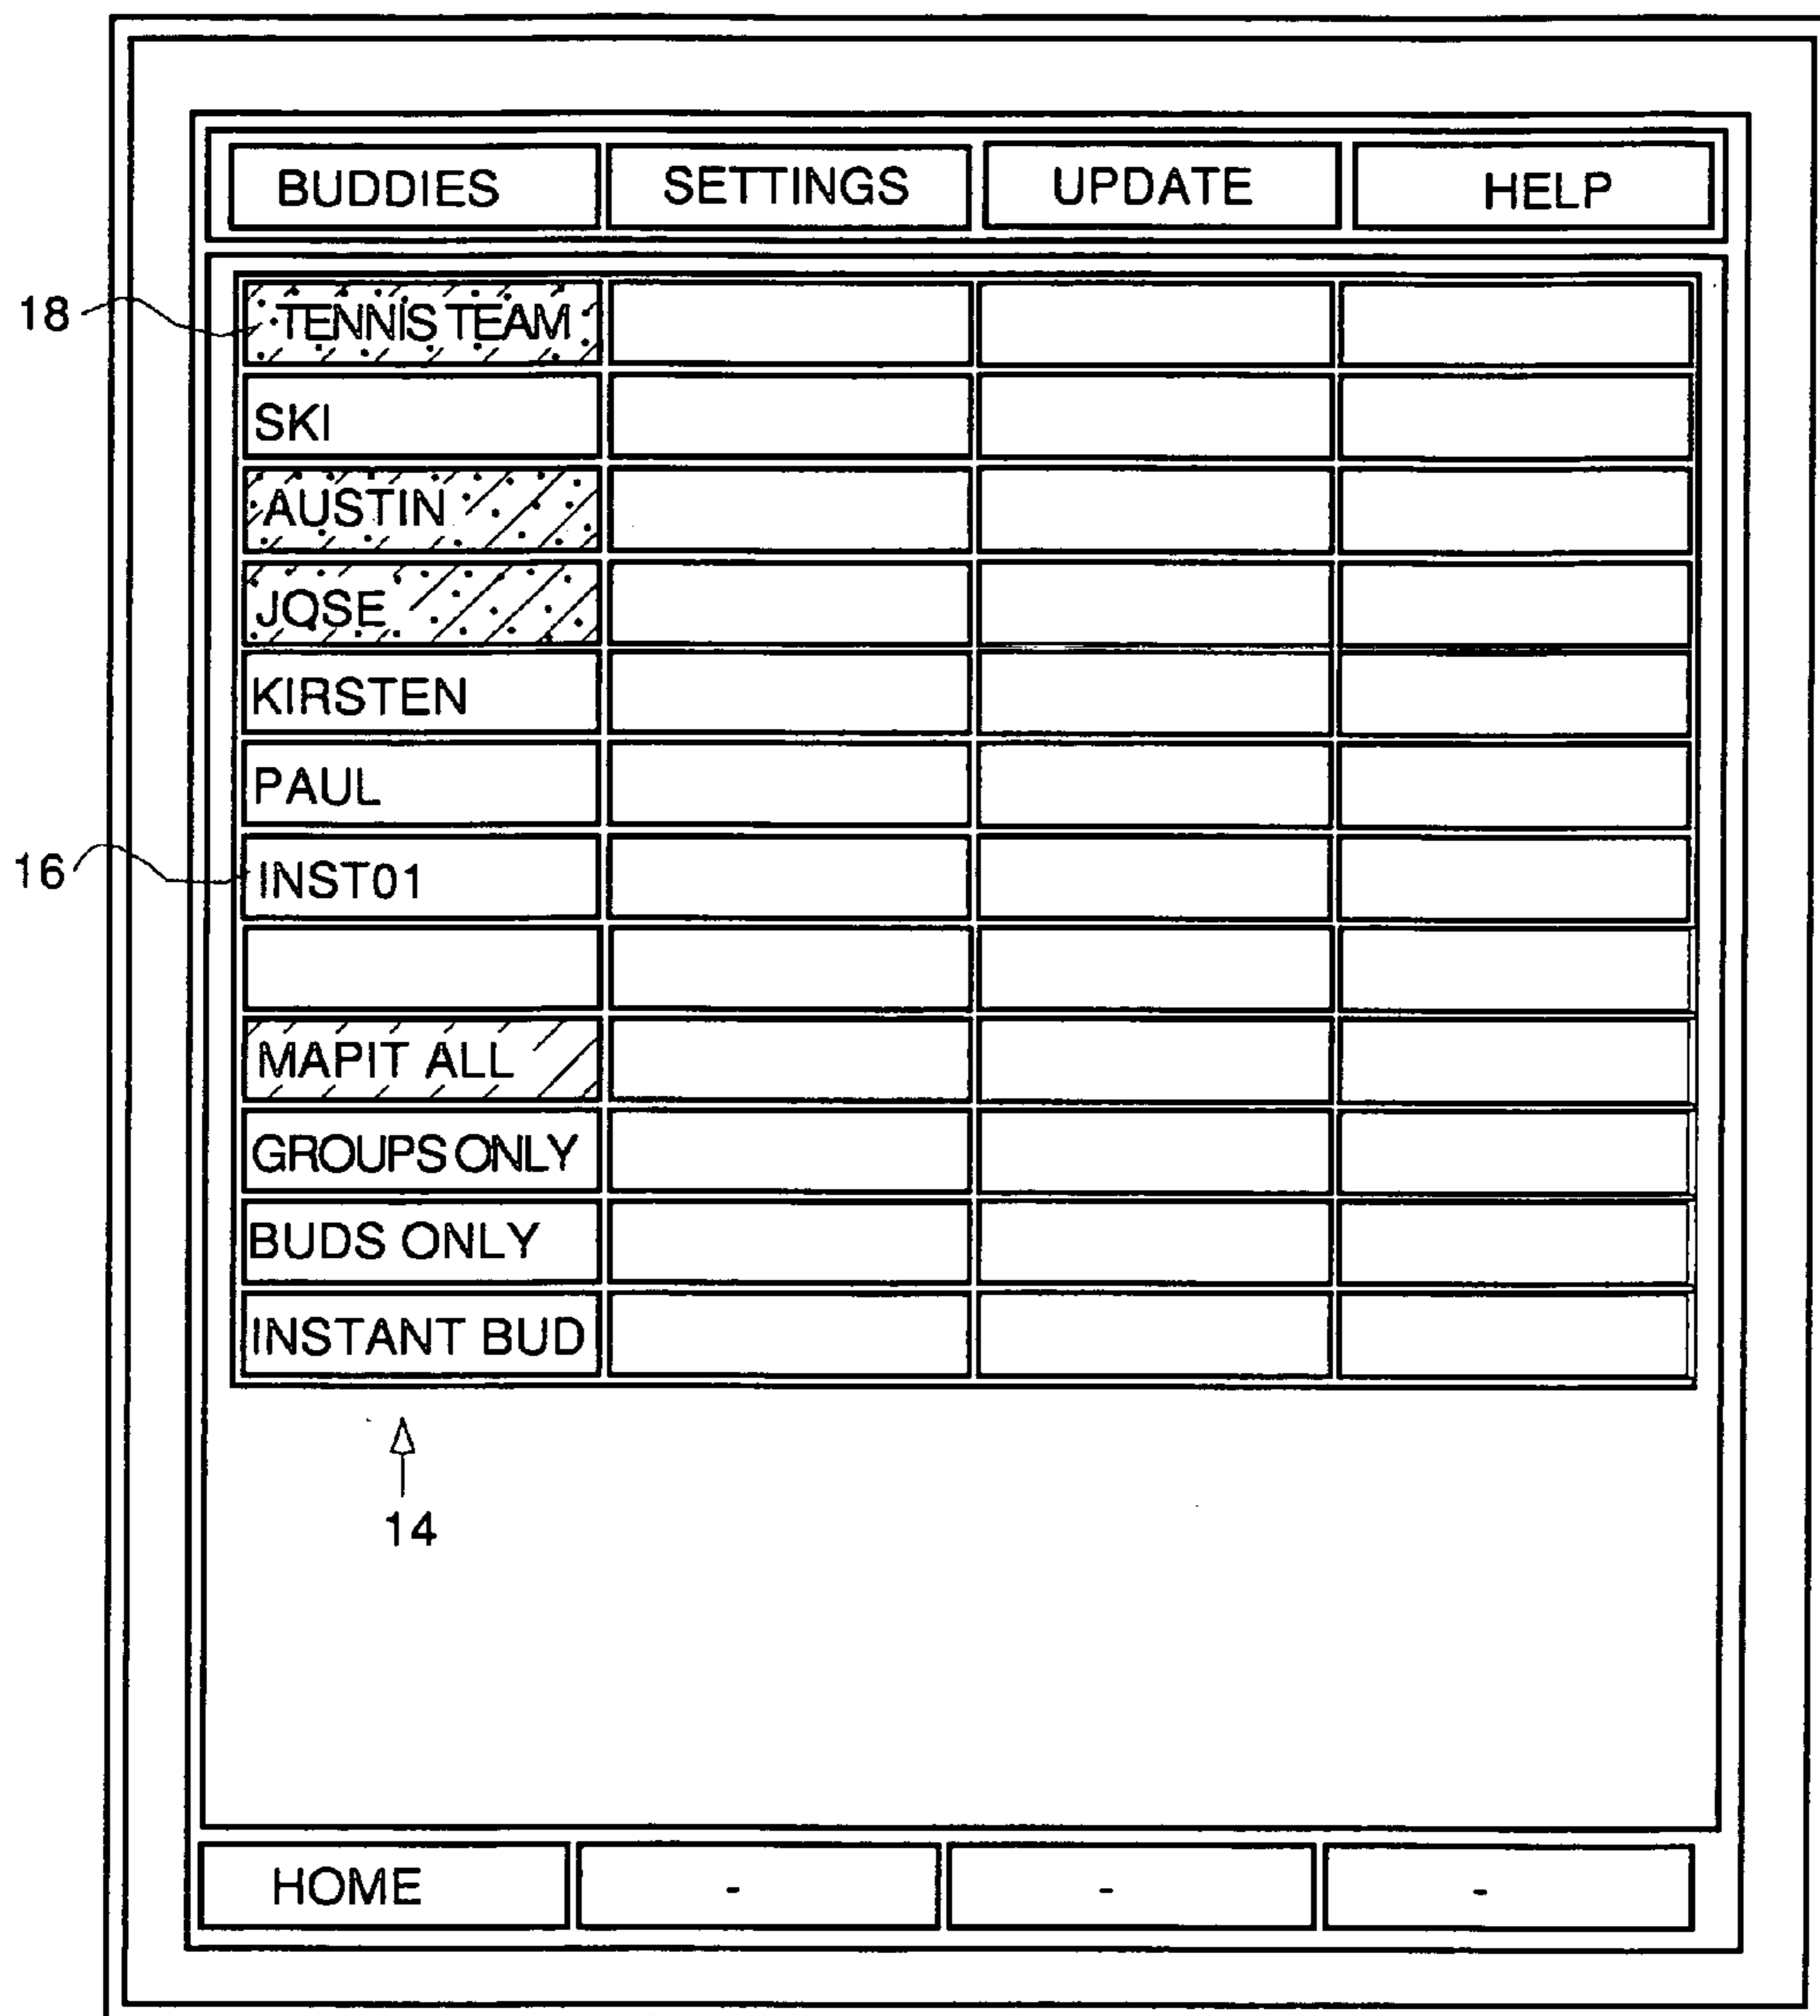 BUDDIES SETTINGS UPDATE HELP
18 TENNIS TEAM
SKI
AUSTIN
JOSE
KIRSTEN
PAUL
16 INST01
MAPIT ALL
GROUPS ONLY
BUDS ONLY
INSTANT BUD
14
HOME - - -